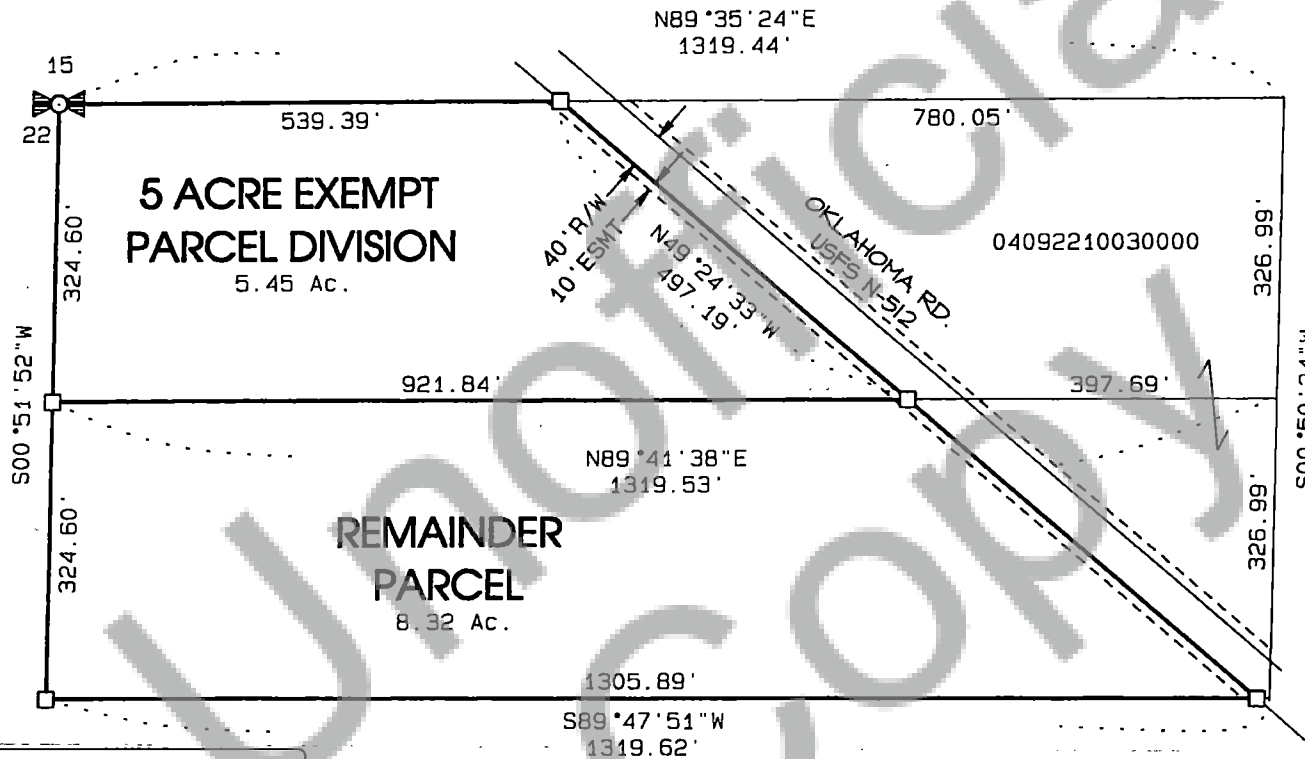 N89°35'24"E
1319.44'
15
22
539.39'
780.05'
5 ACRE EXEMPT
PARCEL DIVISION
5.45 Ac.
324.60'
40'R/W
10'ESMT
N49°24'33"W
497.19'
OKLAHOMA RD.
USFS N-512
04092210030000
326.99'
S00°51'52"W
921.84'
397.69'
N89°41'38"E
1319.53'
REMAINDER
PARCEL
8.32 Ac.
324.60'
326.99'
1305.89'
S89°47'51"W
1319.62'
Unofficial
Copy